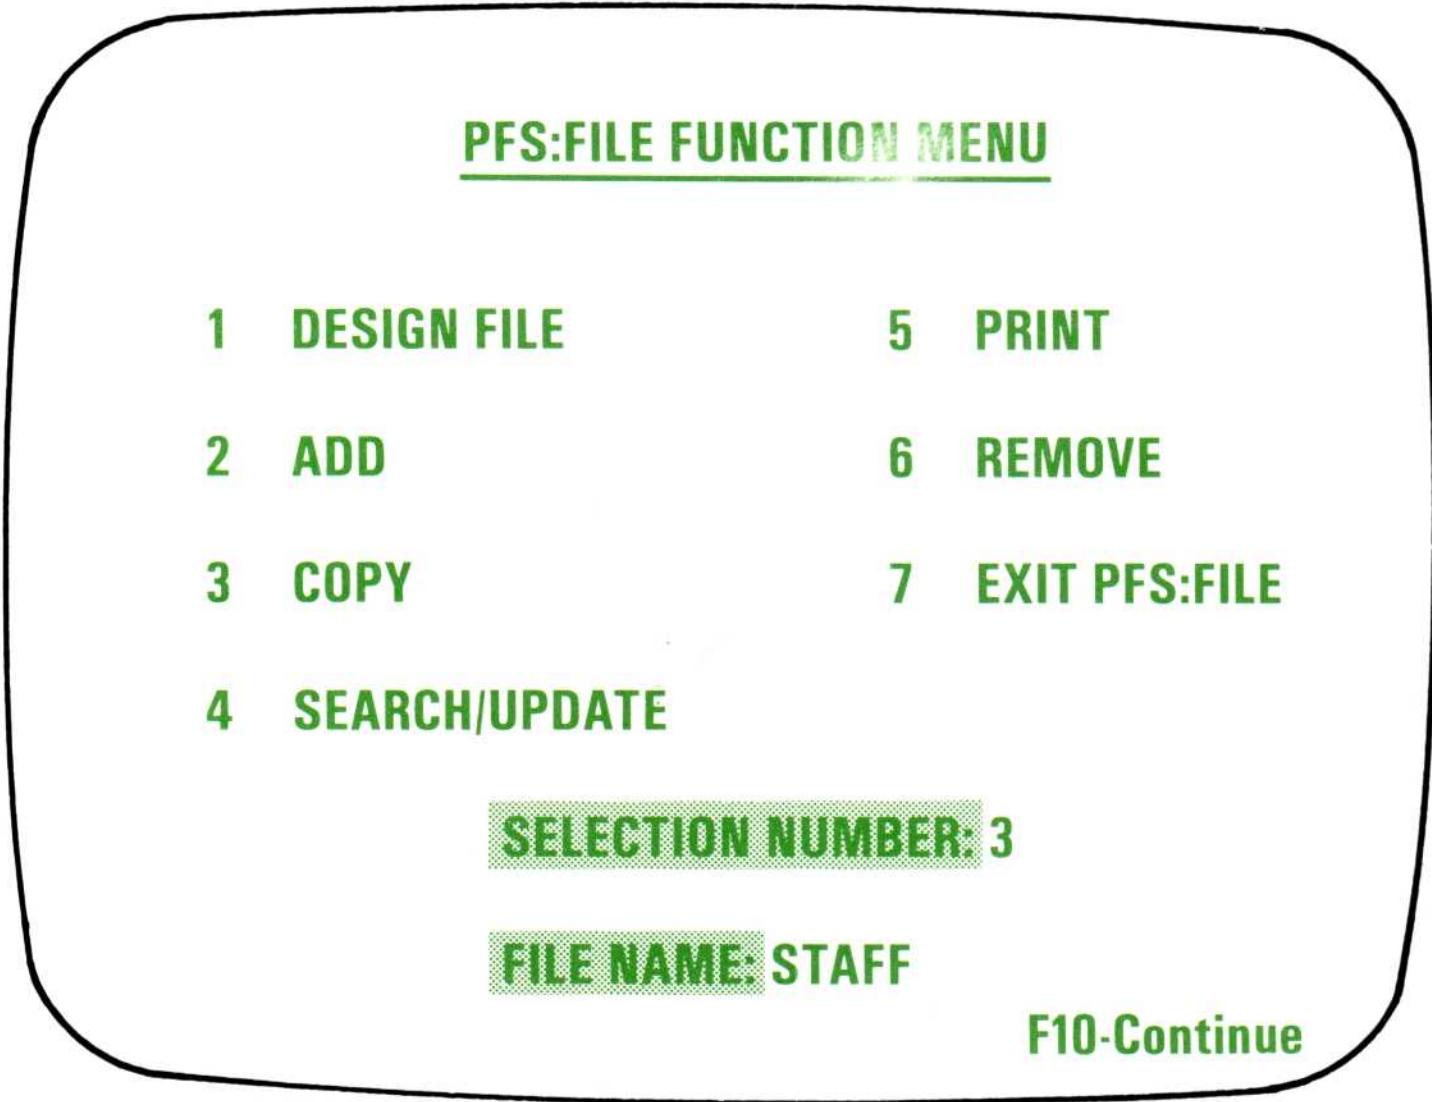 PFS:FILE FUNCTION MENU
1 DESIGN FILE 5 PRINT
2 ADD 6 REMOVE
3 COPY 7 EXIT PFS:FILE
4 SEARCH/UPDATE
SELECTION NUMBER: 3
FILE NAME: STAFF
F10-Continue